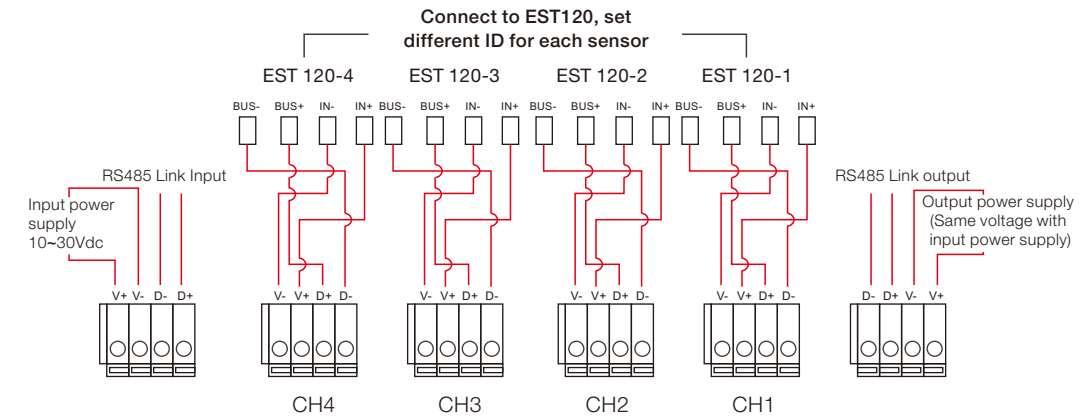 Connect to EST120, set
different ID for each sensor
EST 120-4 EST 120-3 EST 120-2 EST 120-1
BUS- BUS+ IN- IN+ BUS- BUS+ IN- IN+ BUS- BUS+ IN- IN+ BUS- BUS+ IN- IN+
RS485 Link Input
RS485 Link output
Input power
supply
10~30Vdc
Output power supply
(Same voltage with
input power supply)
V+ V- D- D+ V- V+ D+ D- V- V+ D+ D- V- V+ D+ D- V- V+ D+ D- D- D+ V- V+
CH4 CH3 CH2 CH1